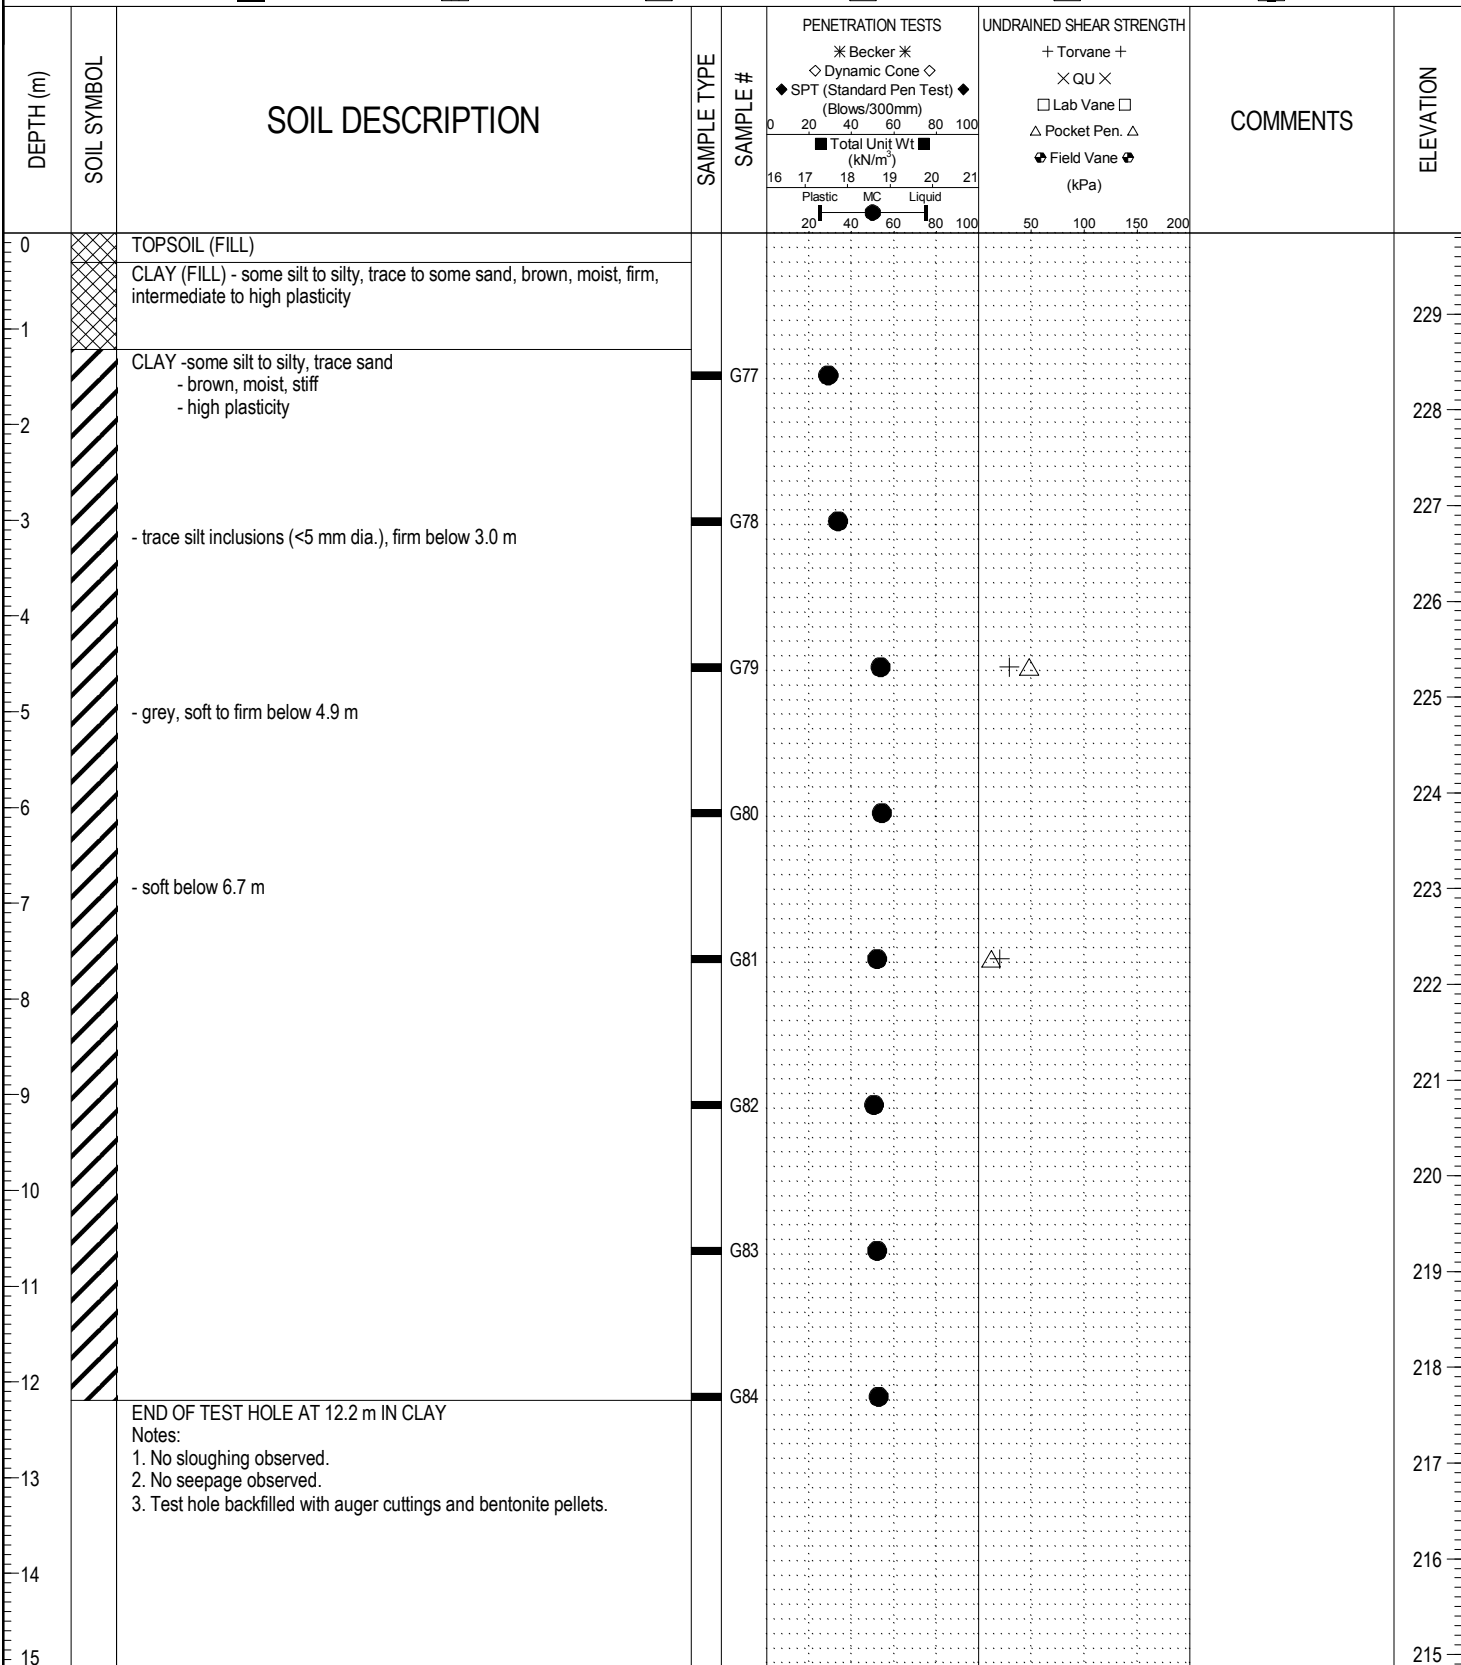 DEPTH (m)
SOIL SYMBOL
SOIL DESCRIPTION
SAMPLE TYPE
SAMPLE #
PENETRATION TESTS
✳ Becker ✳
◇ Dynamic Cone ◇
◆ SPT (Standard Pen Test) ◆
(Blows/300mm)
0 20 40 60 80 100
■ Total Unit Wt ■
(kN/m³)
16 17 18 19 20 21
Plastic MC Liquid
20 40 60 80 100
UNDRAINED SHEAR STRENGTH
+ Torvane +
× QU ×
□ Lab Vane □
△ Pocket Pen. △
Field Vane
(kPa)
50 100 150 200
COMMENTS
ELEVATION
0
TOPSOIL (FILL)
CLAY (FILL) - some silt to silty, trace to some sand, brown, moist, firm,
intermediate to high plasticity
229
1
CLAY -some silt to silty, trace sand
G77
- brown, moist, stiff
- high plasticity
228
2
227
3
G78
- trace silt inclusions (<5 mm dia.), firm below 3.0 m
226
4
G79
225
5
- grey, soft to firm below 4.9 m
224
6
G80
- soft below 6.7 m
223
7
G81
222
8
221
9
G82
220
10
G83
219
11
218
12
G84
END OF TEST HOLE AT 12.2 m IN CLAY
Notes:
1. No sloughing observed.
217
13
2. No seepage observed.
3. Test hole backfilled with auger cuttings and bentonite pellets.
216
14
215
15